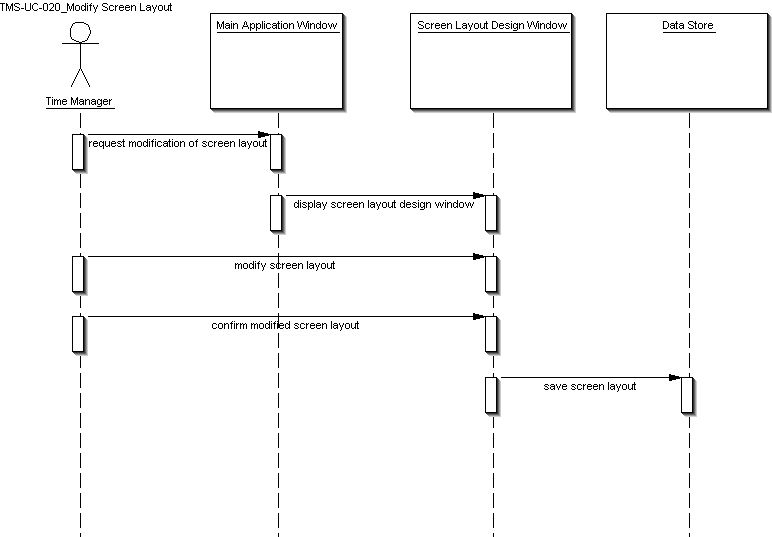 TMS-UC-020_Modify Screen Layout
Main Application Window
Screen Layout Design Window
Data Store
Time Manager
request modification of screen layout
display screen layout design window
modify screen layout
confirm modified screen layout
save screen layout